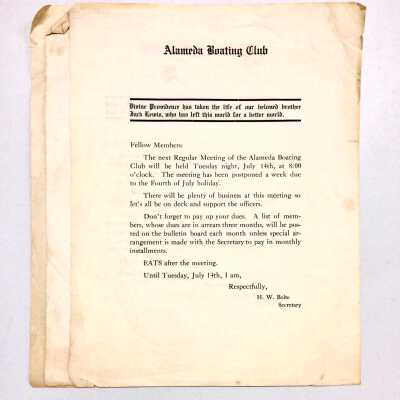 Alameda Boating Club
Divine Providence has taken the life of our beloved brother
Jack Lewis, who has left this world for a better world.
Fellow Members:
The next Regular Meeting of the Alameda Boating
Club will be held Tuesday night, July 14th, at 8:00
o'clock. The meeting has been postponed a week due
to the Fourth of July holiday.
There will be plenty of business at this meeting so
let's all be on deck and support the officers.
Don't forget to pay up your dues. A list of mem-
bers, whose dues are in arrears three months, will be pos-
ted on the bulletin board each month unless special ar-
rangement is made with the Secretary to pay in monthly
installments.
EATS after the meeting.
Until Tuesday, July 14th, I am,
Respectfully,
H. W. Bolte
Secretary